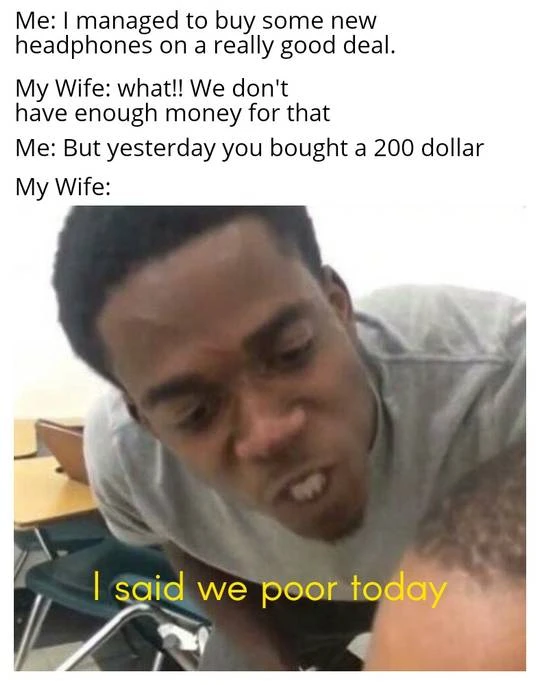 Me: I managed to buy some new
headphones on a really good deal.
My Wife: what!! We don't
have enough money for that
Me: But yesterday you bought a 200 dollar
My Wife:
I said we poor today